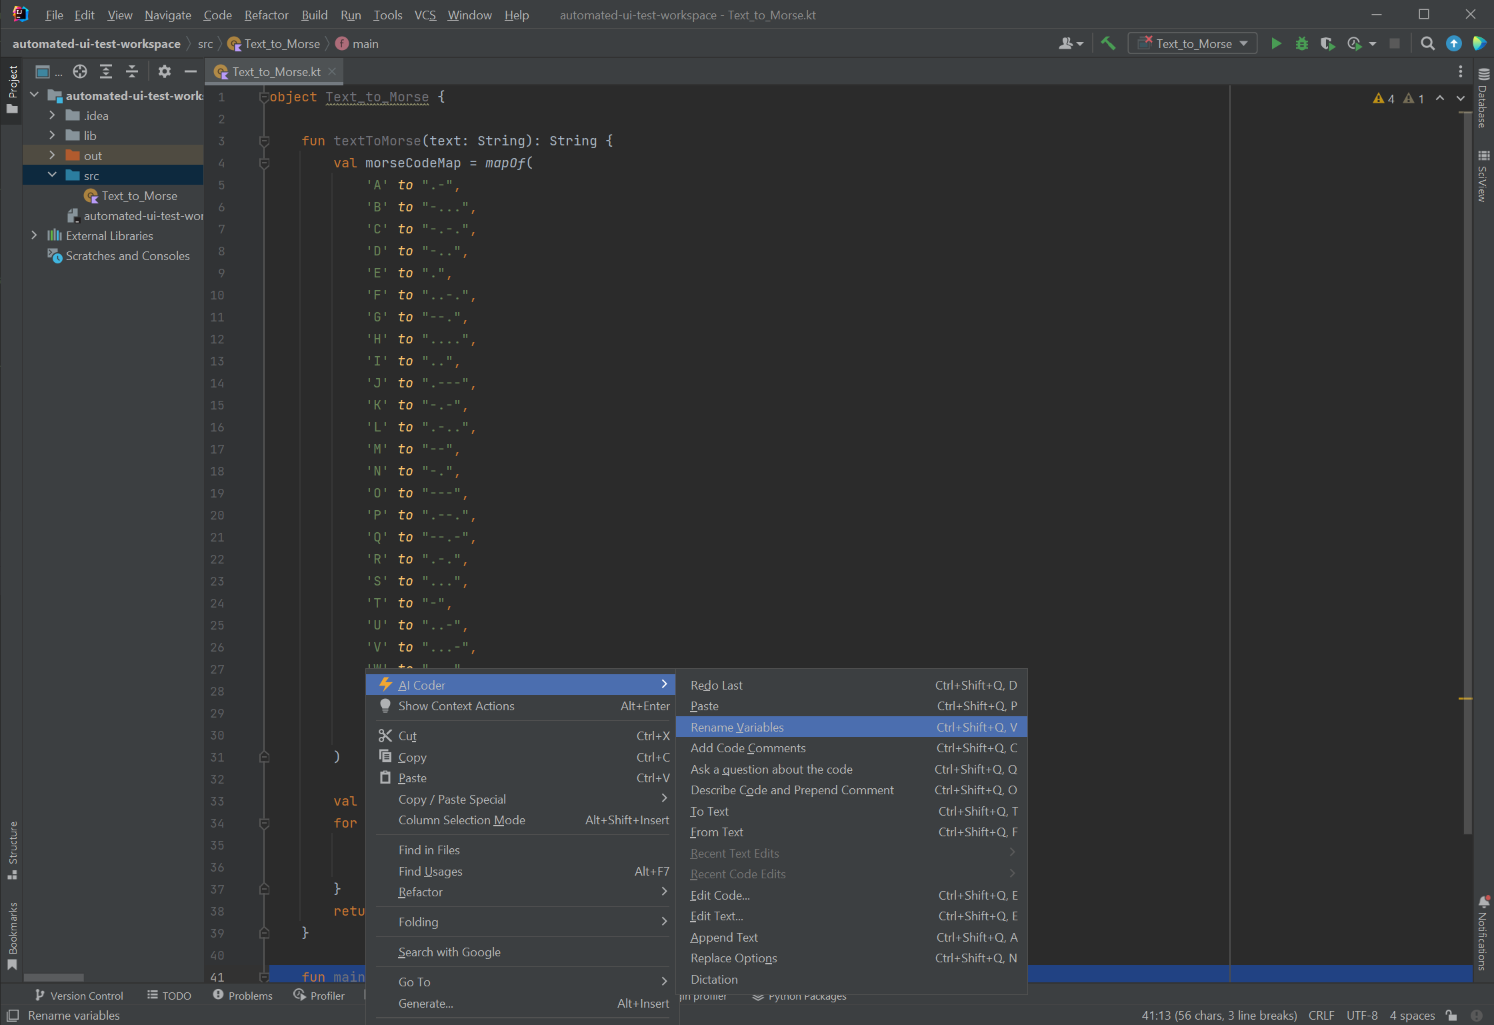 File Edit View Navigate Code Refactor Build Run Tools VCS Window Help automated-ui-test-workspace - Text_to_Morse.kt
automated-ui-test-workspace src Text_to_Morse main Text_to_Morse
... Text_to_Morse.kt
Project
automated-ui-test-work
.idea
lib
out
src
Text_to_Morse
automated-ui-test-wor
External Libraries
Scratches and Consoles
4 1
1 object Text_to_Morse {
2
3 fun textToMorse(text: String): String {
4 val morseCodeMap = mapOf(
5 'A' to ".-",
6 'B' to "-...",
7 'C' to "-.-.",
8 'D' to "-..",
9 'E' to ".",
10 'F' to "..-.",
11 'G' to "--.",
12 'H' to "....",
13 'I' to "..",
14 'J' to ".---",
15 'K' to "-.-",
16 'L' to ".-..",
17 'M' to "--",
18 'N' to "-.",
19 'O' to "---",
20 'P' to ".--.",
21 'Q' to "--.-",
22 'R' to ".-.",
23 'S' to "...",
24 'T' to "-",
25 'U' to "..-",
26 'V' to "...-",
27
28
29
30
31 )
32
33 val
34 for
35
36
37 }
38 retu
39 }
40
41 fun main
AI Coder
Show Context Actions Alt+Enter
Cut Ctrl+X
Copy Ctrl+C
Paste Ctrl+V
Copy / Paste Special
Column Selection Mode Alt+Shift+Insert
Find in Files
Find Usages Alt+F7
Refactor
Folding
Search with Google
Go To
Generate... Alt+Insert
Redo Last Ctrl+Shift+Q, D
Paste Ctrl+Shift+Q, P
Rename Variables Ctrl+Shift+Q, V
Add Code Comments Ctrl+Shift+Q, C
Ask a question about the code Ctrl+Shift+Q, Q
Describe Code and Prepend Comment Ctrl+Shift+Q, O
To Text Ctrl+Shift+Q, T
From Text Ctrl+Shift+Q, F
Recent Text Edits
Recent Code Edits
Edit Code... Ctrl+Shift+Q, E
Edit Text... Ctrl+Shift+Q, E
Append Text Ctrl+Shift+Q, A
Replace Options Ctrl+Shift+Q, N
Dictation
Database
SciView
Notifications
Structure
Bookmarks
Version Control TODO Problems Profiler profiler Python Packages
Rename variables 41:13 (56 chars, 3 line breaks) CRLF UTF-8 4 spaces